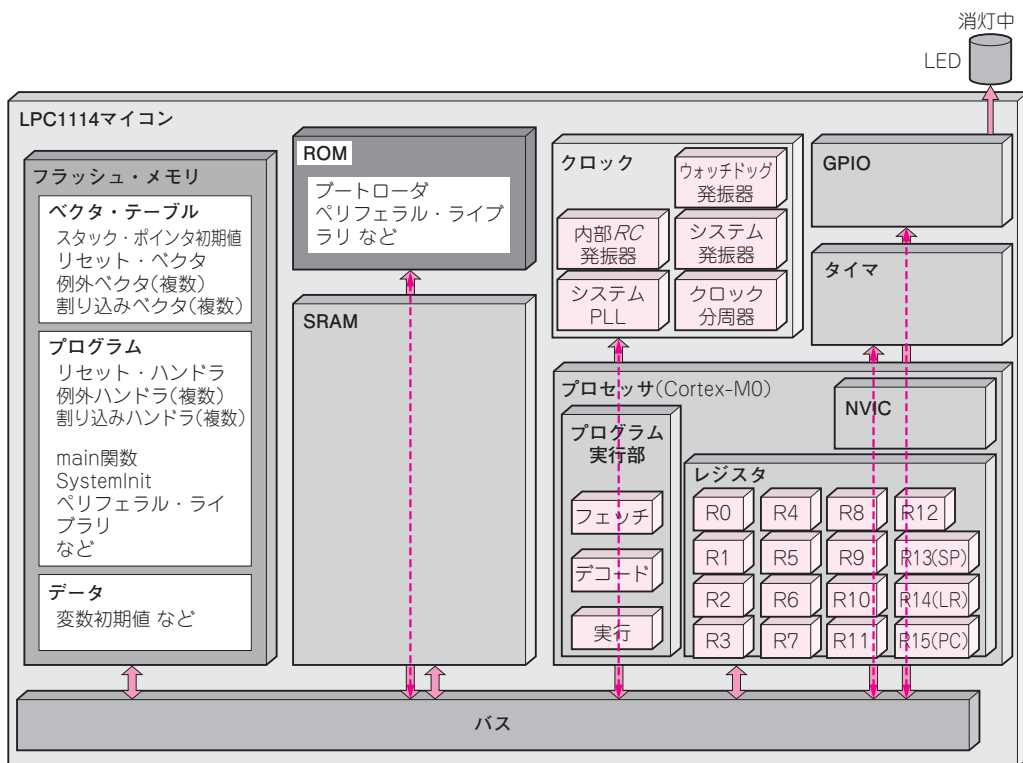 消灯中
LED
LPC1114マイコン
フラッシュ・メモリ
ベクタ・テーブル
スタック・ポインタ初期値
リセット・ベクタ
例外ベクタ(複数)
割り込みベクタ(複数)
プログラム
リセット・ハンドラ
例外ハンドラ(複数)
割り込みハンドラ(複数)
main関数
SystemInit
ペリフェラル・ライ
ブラリ
など
データ
変数初期値 など
ROM
ブートローダ
ペリフェラル・ライブ
ラリ など
SRAM
クロック
ウォッチドッグ
発振器
内部RC
発振器
システム
発振器
システム
PLL
クロック
分周器
GPIO
タイマ
プロセッサ(Cortex-M0)
NVIC
プログラム
実行部
フェッチ
デコード
実行
レジスタ
R0
R4
R8
R12
R1
R5
R9
R13(SP)
R2
R6
R10
R14(LR)
R3
R7
R11
R15(PC)
バス